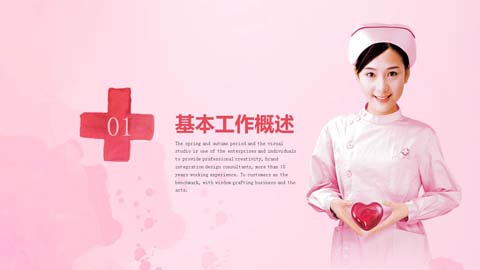 01
基本工作概述
The spring and autumn period and the visual
studio is one of the enterprises and individuals
to provide professional creativity, brand
integration design consultants, more than 10
years working experience. To customers as the
benchmark, with wisdom grafting business and the
arts.